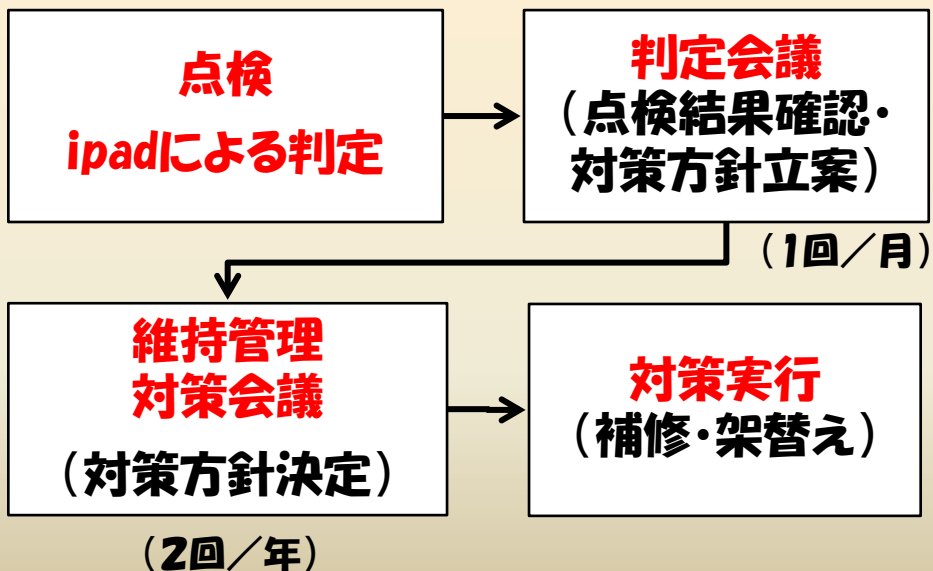 点検
ipadによる判定
判定会議
（点検結果確認・
対策方針立案）
（1回／月）
維持管理
対策会議
（対策方針決定）
（2回／年）
対策実行
（補修・架替え）